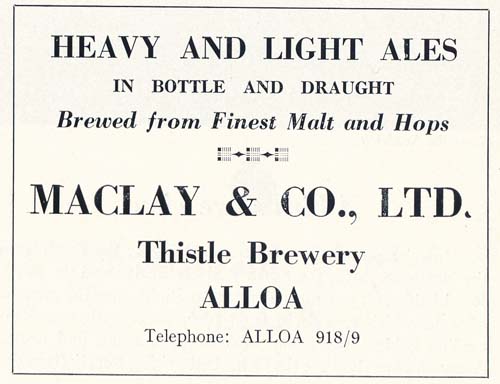 HEAVY AND LIGHT ALES
IN BOTTLE AND DRAUGHT
Brewed from Finest Malt and Hops
MACLAY & CO., LTD.
Thistle Brewery
ALLOA
Telephone: ALLOA 918/9